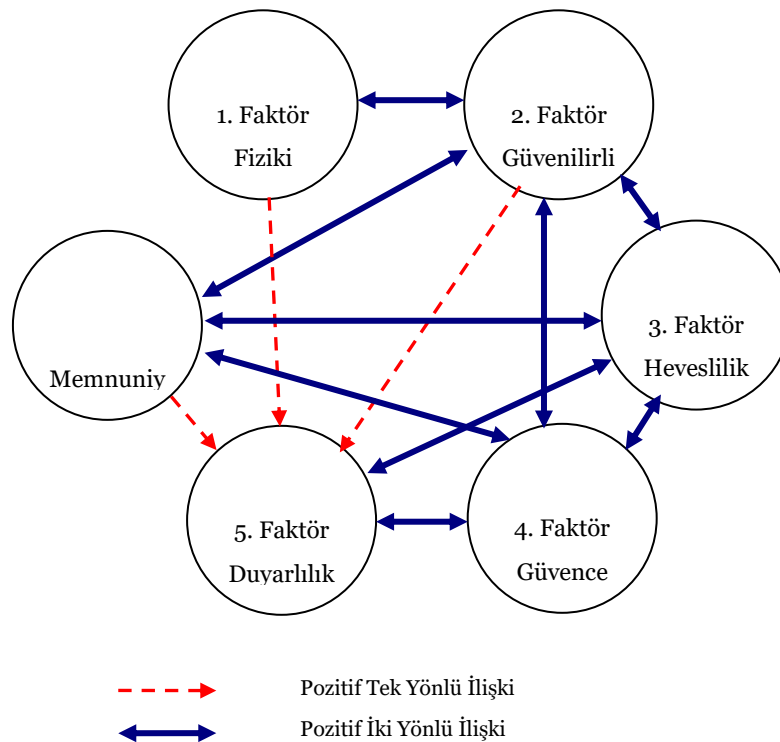 1. Faktör
Fiziki
2. Faktör
Güvenilirli
3. Faktör
Heveslilik
Memnuniy
5. Faktör
Duyarlılık
4. Faktör
Güvence
Pozitif Tek Yönlü İlişki
Pozitif İki Yönlü İlişki